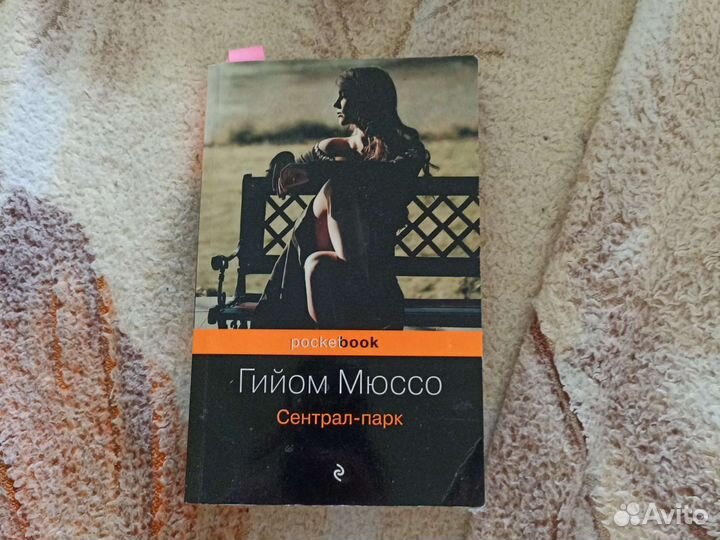 pocketbook
Гийом Мюссо
Сентрал-парк
Avito